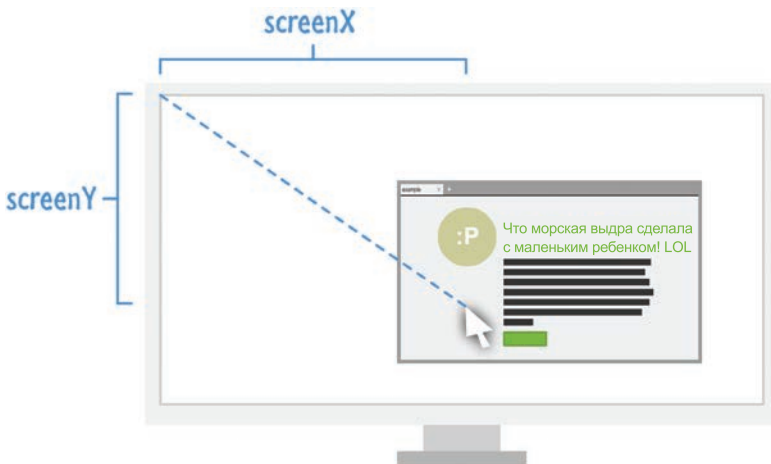 screenX
screenY
example × +
:P
Что морская выдра сделала
с маленьким ребенком! LOL